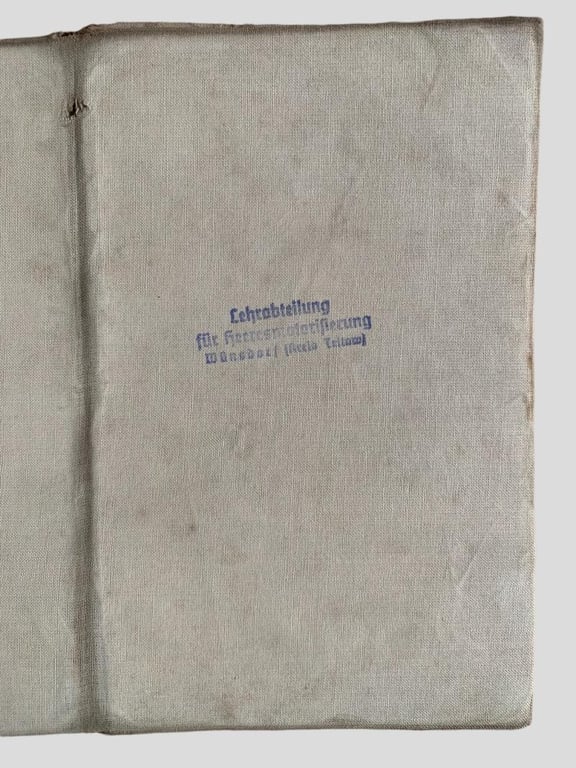 Lehrabteilung
für Heeresmotorisierung
Wünsdorf (Kreis Teltow)